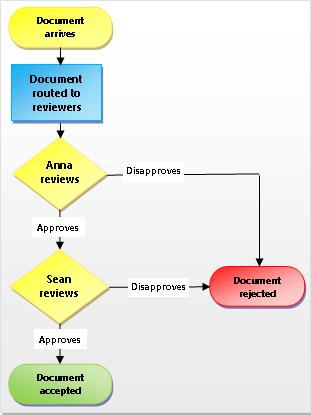 Document
arrives
Document
routed to
reviewers
Anna
reviews
Disapproves
Approves
Sean
reviews
Disapproves
Document
rejected
Approves
Document
accepted